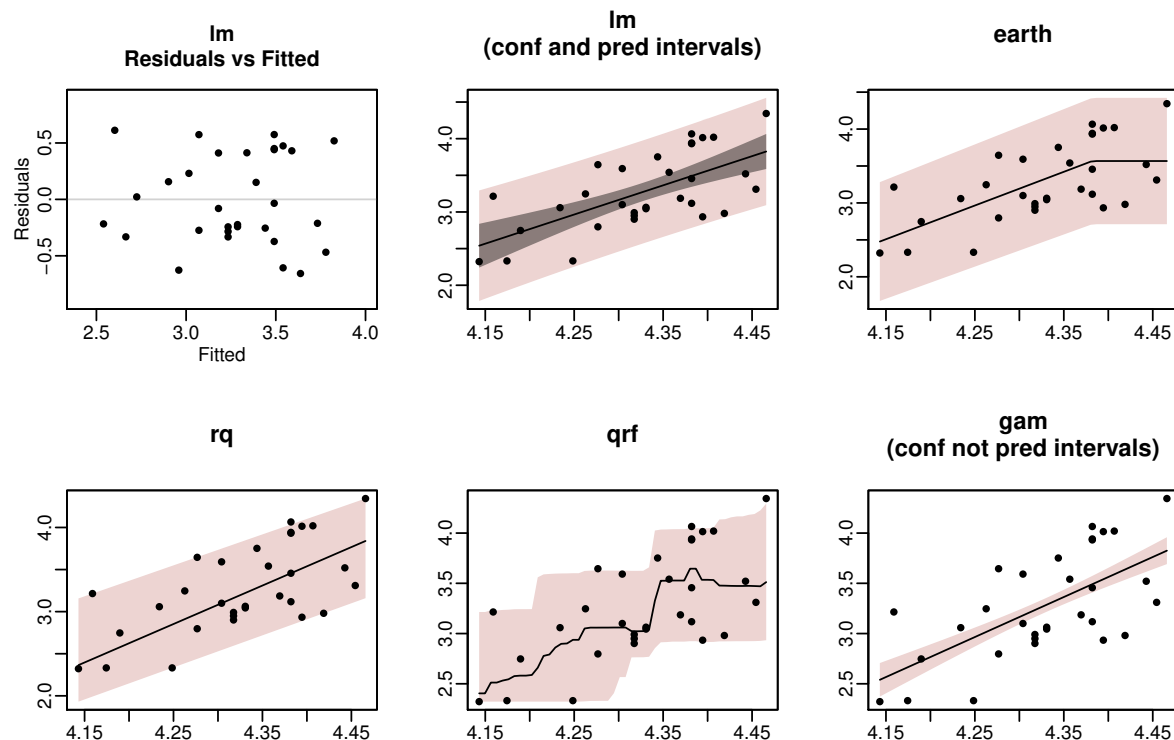 lm
Residuals vs Fitted
Residuals
0.5
0.0
−0.5
2.5 3.0 3.5 4.0
Fitted
lm
(conf and pred intervals)
4.0
3.0
2.0
4.15 4.25 4.35 4.45
earth
4.0
3.0
2.0
4.15 4.25 4.35 4.45
rq
4.0
3.0
2.0
4.15 4.25 4.35 4.45
qrf
4.0
3.5
3.0
2.5
4.15 4.25 4.35 4.45
gam
(conf not pred intervals)
4.0
3.5
3.0
2.5
4.15 4.25 4.35 4.45